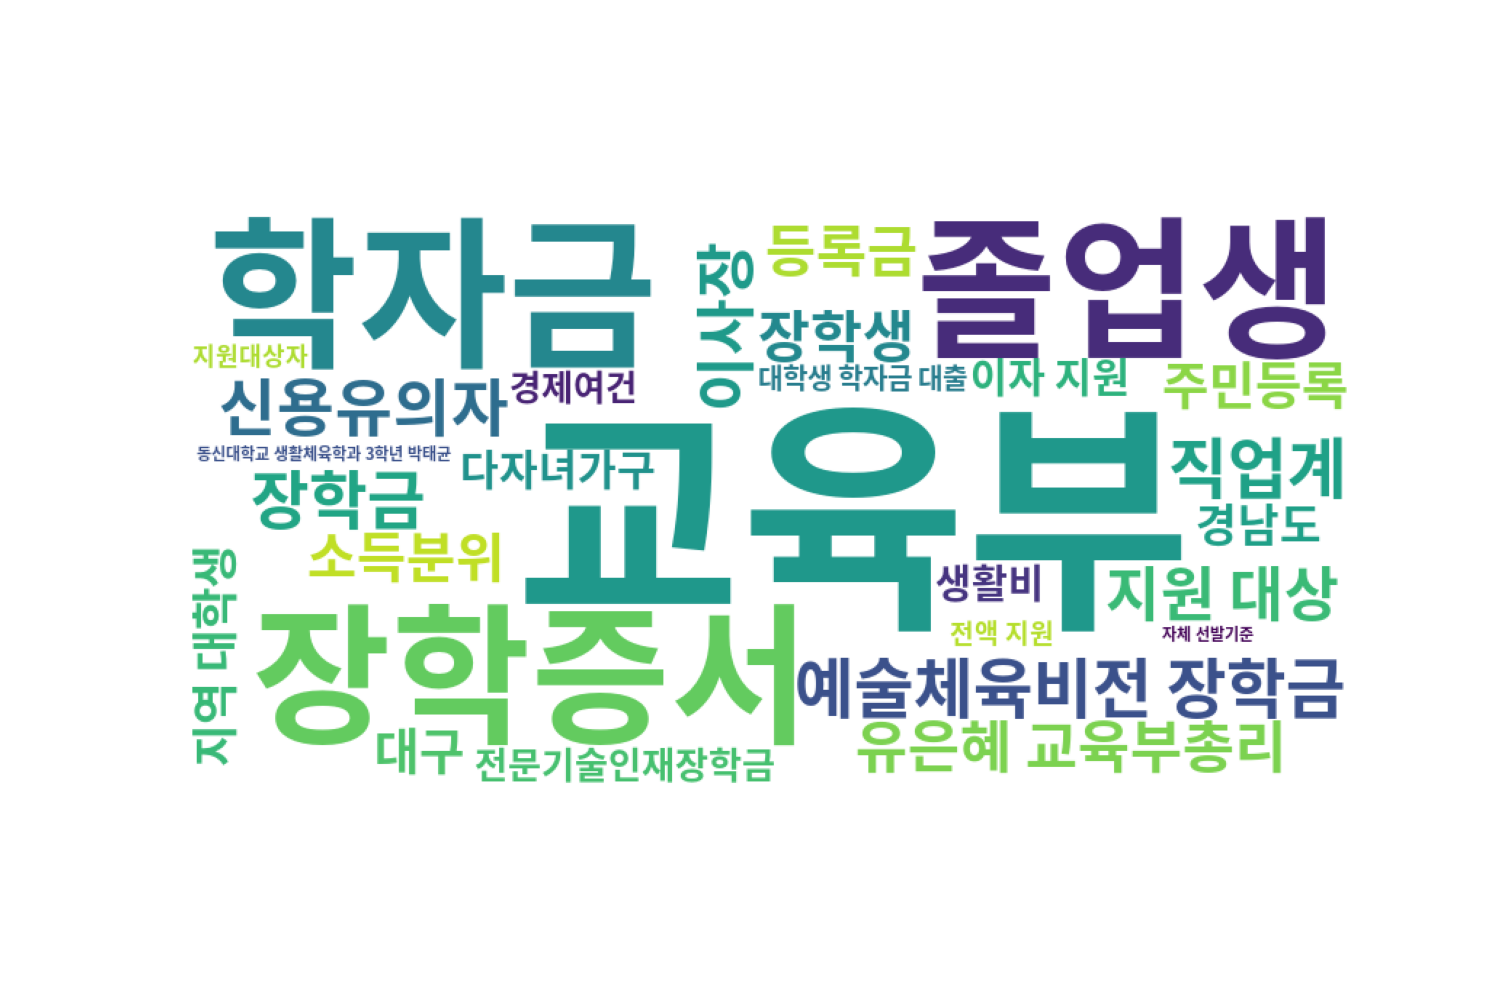 학자금
졸업생
등록금
이사장
장학생
지원대상자
대학생 학자금 대출
이자 지원
주민등록
신용유의자
경제여건
교육부
동신대학교 생활체육학과 3학년 박태균
다자녀가구
직업계
장학금
경남도
소득분위
생활비
지원 대상
지역 대학생
장학증서
전액 지원
자체 선발기준
예술체육비전 장학금
대구
전문기술인재장학금
유은혜 교육부총리